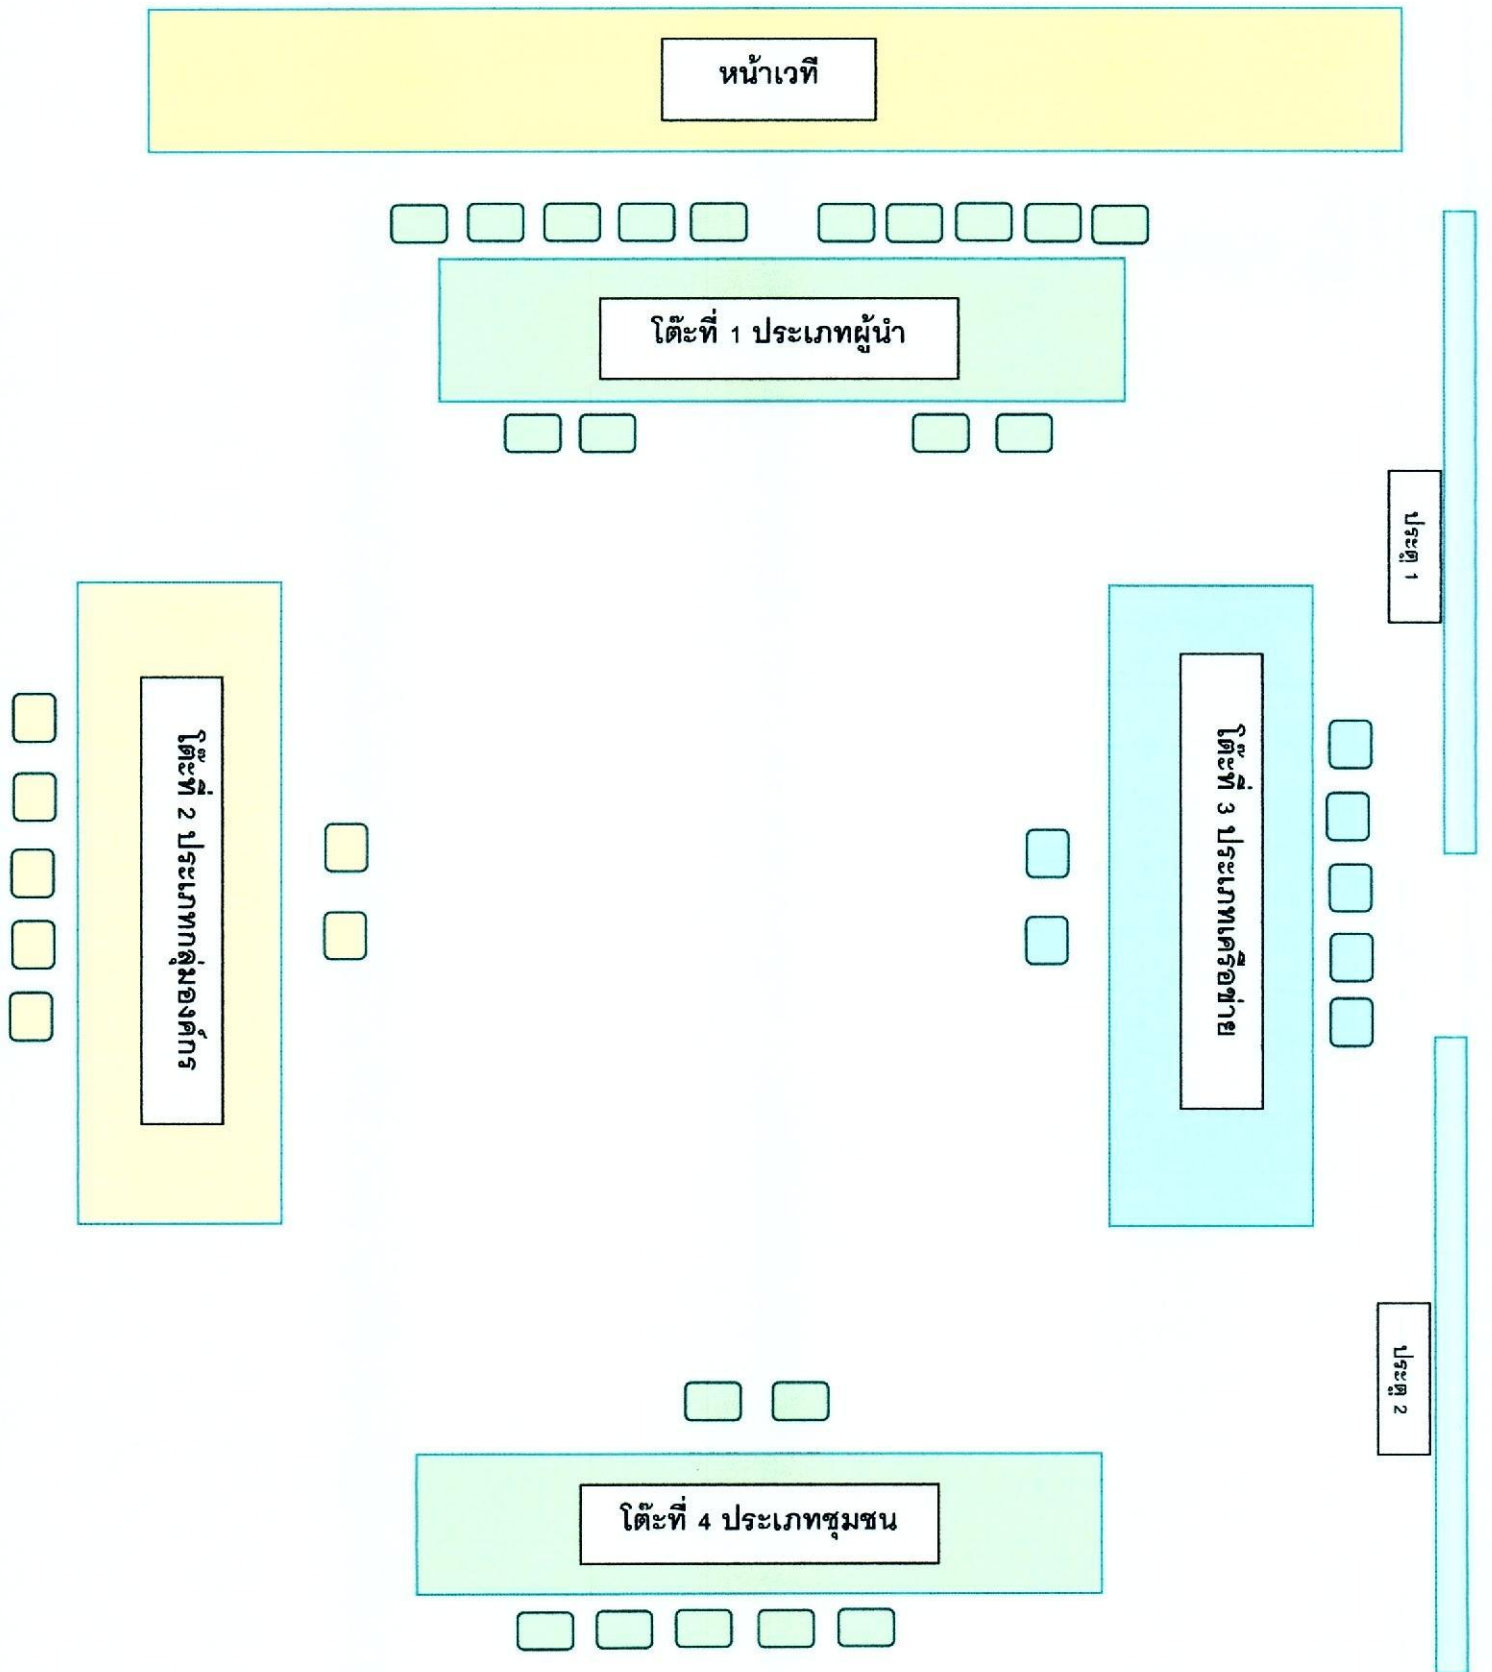 หน้าเวที
โต๊ะที่ 1 ประเภทผู้นำ
ประตู 1
โต๊ะที่ 2 ประเภทกลุ่มองค์กร
โต๊ะที่ 3 ประเภทเครือข่าย
ประตู 2
โต๊ะที่ 4 ประเภทชุมชน